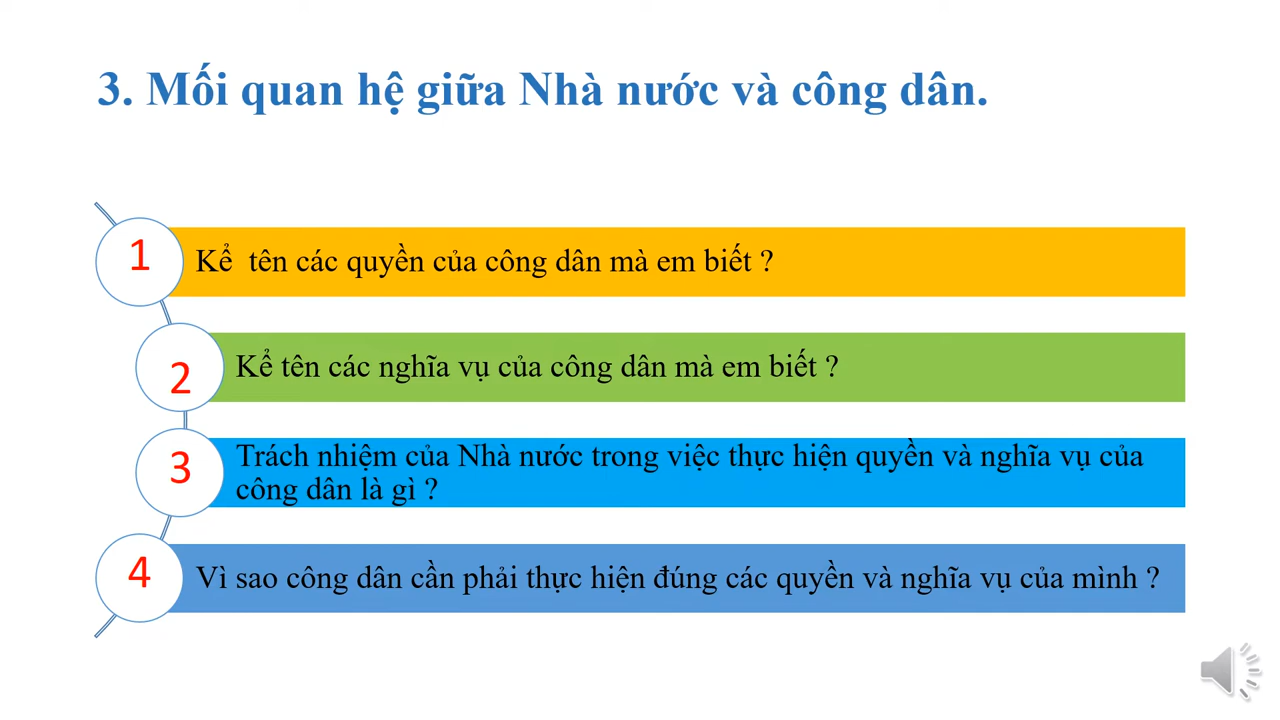 3. Mối quan hệ giữa Nhà nước và công dân.
1
Kể  tên các quyền của công dân mà em biết ?
2
Kể tên các nghĩa vụ của công dân mà em biết ?
3
Trách nhiệm của Nhà nước trong việc thực hiện quyền và nghĩa vụ của
công dân là gì ?
4
Vì sao công dân cần phải thực hiện đúng các quyền và nghĩa vụ của mình ?